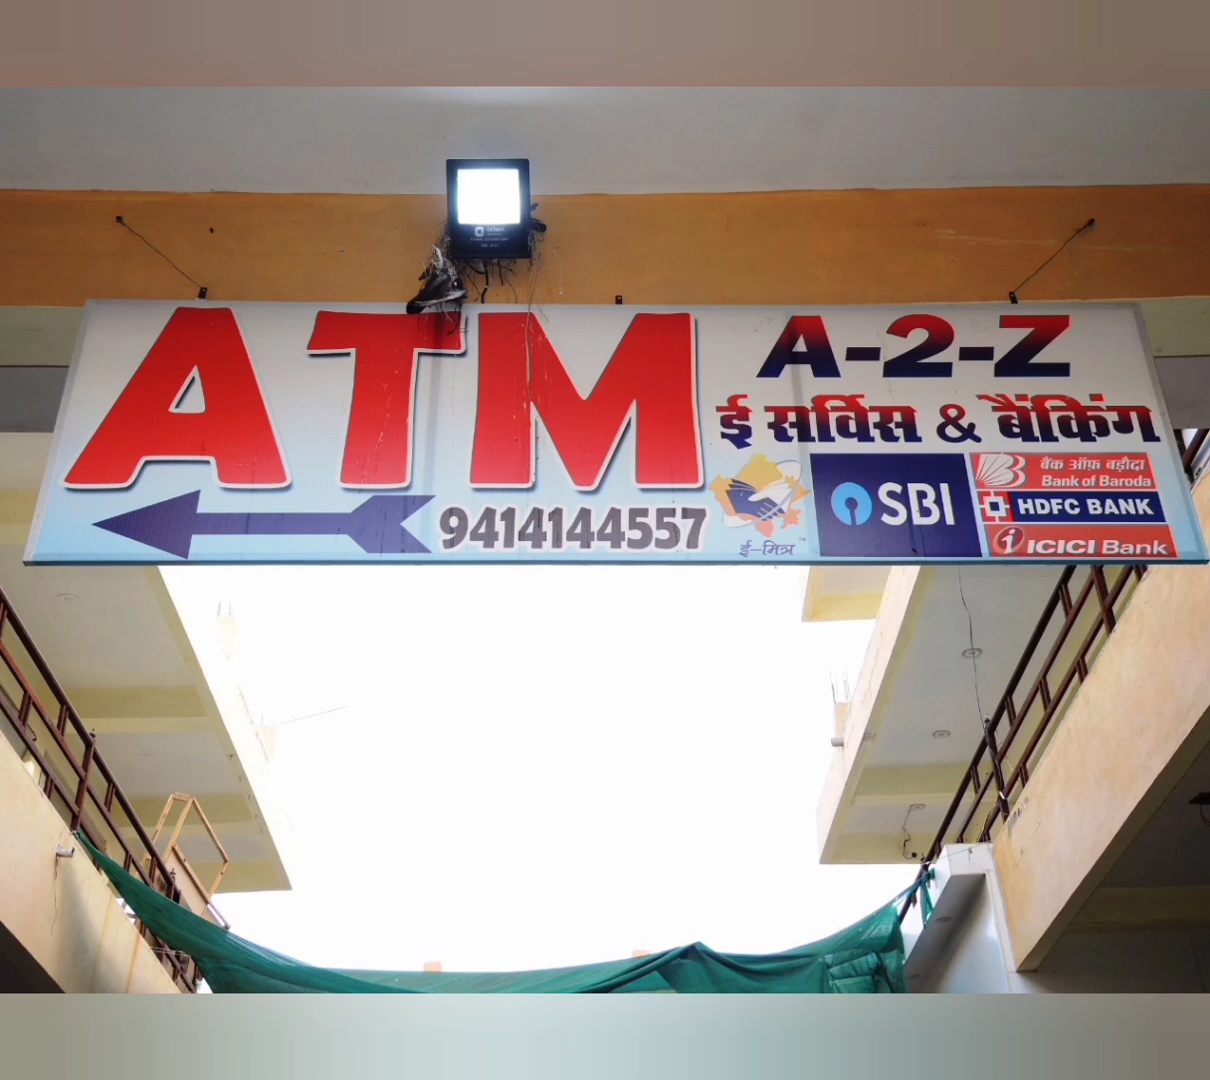 ATM
A-2-Z
ई सर्विस & बैंकिंग
9414144557
ई-मित्र
SBI
बैंक ऑफ़ बड़ौदा
Bank of Baroda
HDFC BANK
ICICI Bank